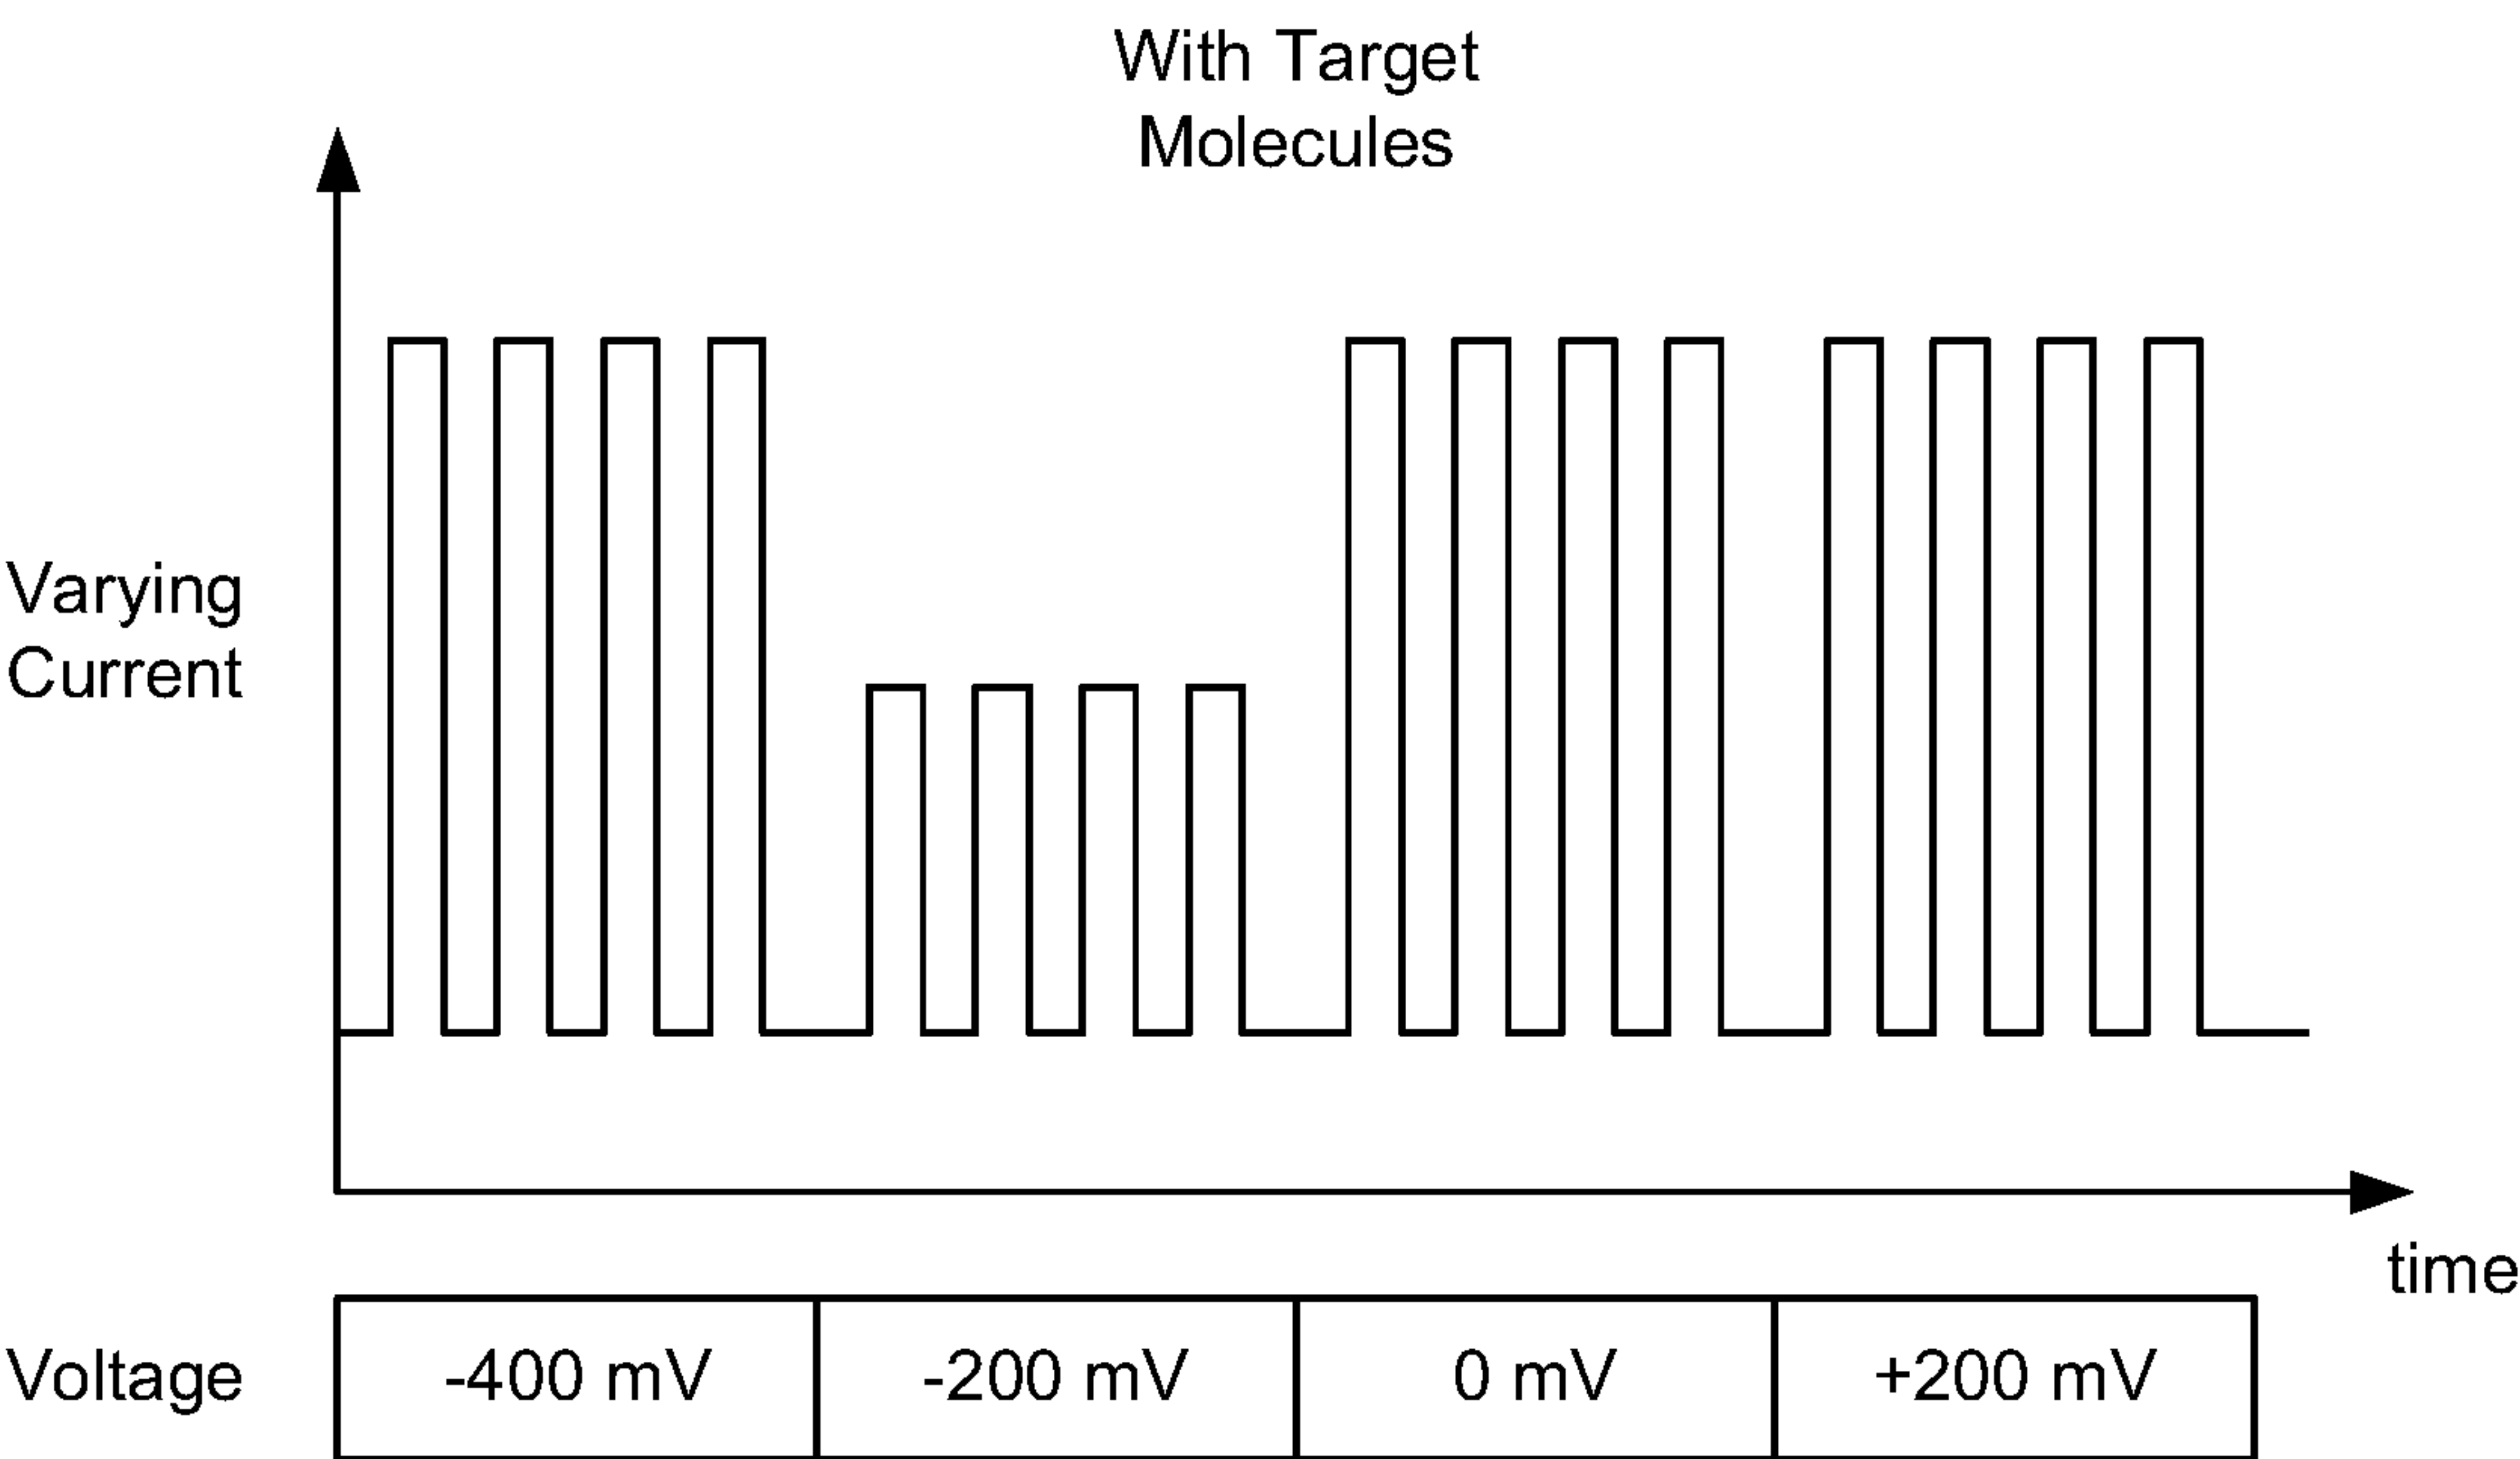 With Target
Molecules
Varying
Current
time
Voltage
-400 mV
-200 mV
0 mV
+200 mV